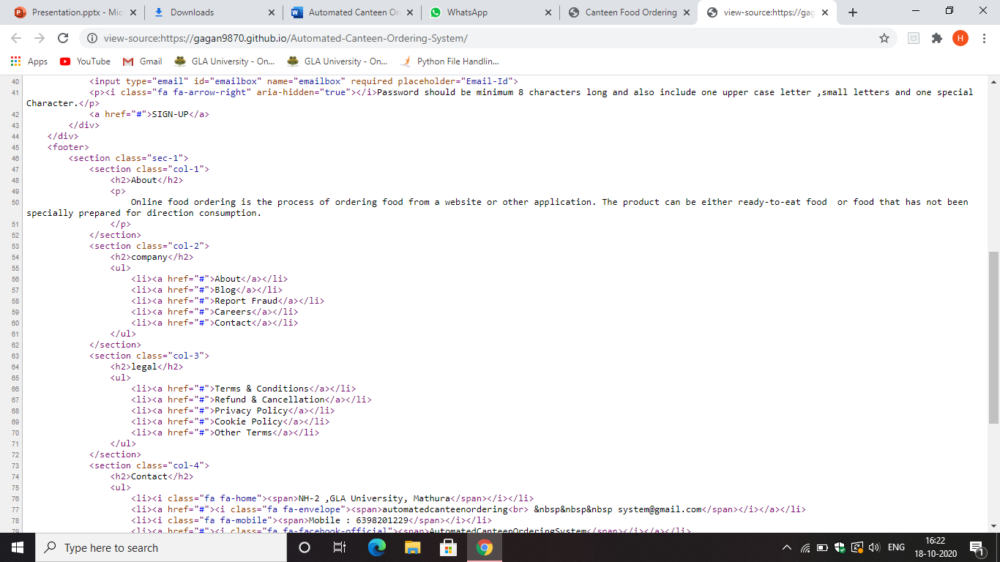 Presentation.pptx - Mic
Downloads
Automated Canteen Or
WhatsApp
Canteen Food Ordering
view-source:https://gag
view-source:https://gagan9870.github.io/Automated-Canteen-Ordering-System/
H
Apps
YouTube
Gmail
GLA University - On...
GLA University - On...
Python File Handlin...
40 <input type="email" id="emailbox" name="emailbox" required placeholder="Email-Id">
41 <p><i class="fa fa-arrow-right" aria-hidden="true"></i>Password should be minimum 8 characters long and also include one upper case letter ,small letters and one special
Character.</p>
42 <a href="#">SIGN-UP</a>
43 </div>
44 </div>
45 <footer>
46 <section class="sec-1">
47 <section class="col-1">
48 <h2>About</h2>
49 <p>
50 Online food ordering is the process of ordering food from a website or other application. The product can be either ready-to-eat food  or food that has not been
specially prepared for direction consumption.
51 </p>
52 </section>
53 <section class="col-2">
54 <h2>company</h2>
55 <ul>
56 <li><a href="#">About</a></li>
57 <li><a href="#">Blog</a></li>
58 <li><a href="#">Report Fraud</a></li>
59 <li><a href="#">Careers</a></li>
60 <li><a href="#">Contact</a></li>
61 </ul>
62 </section>
63 <section class="col-3">
64 <h2>legal</h2>
65 <ul>
66 <li><a href="#">Terms & Conditions</a></li>
67 <li><a href="#">Refund & Cancellation</a></li>
68 <li><a href="#">Privacy Policy</a></li>
69 <li><a href="#">Cookie Policy</a></li>
70 <li><a href="#">Other Terms</a></li>
71 </ul>
72 </section>
73 <section class="col-4">
74 <h2>Contact</h2>
75 <ul>
76 <li><i class="fa fa-home"><span>NH-2 ,GLA University, Mathura</span></i></li>
77 <li><a href="#"><i class="fa fa-envelope"><span>automatedcanteenordering<br> &nbsp&nbsp&nbsp system@gmail.com</span></i></a></li>
78 <li><i class="fa fa-mobile"><span>Mobile : 6398201229</span></i></li>
79 <li><a href="#"><i class="fa fa-facebook-official"><span>AutomatedCanteenOrderingSystem</span></i></a></li>
Type here to search
ENG
16:22
18-10-2020
1